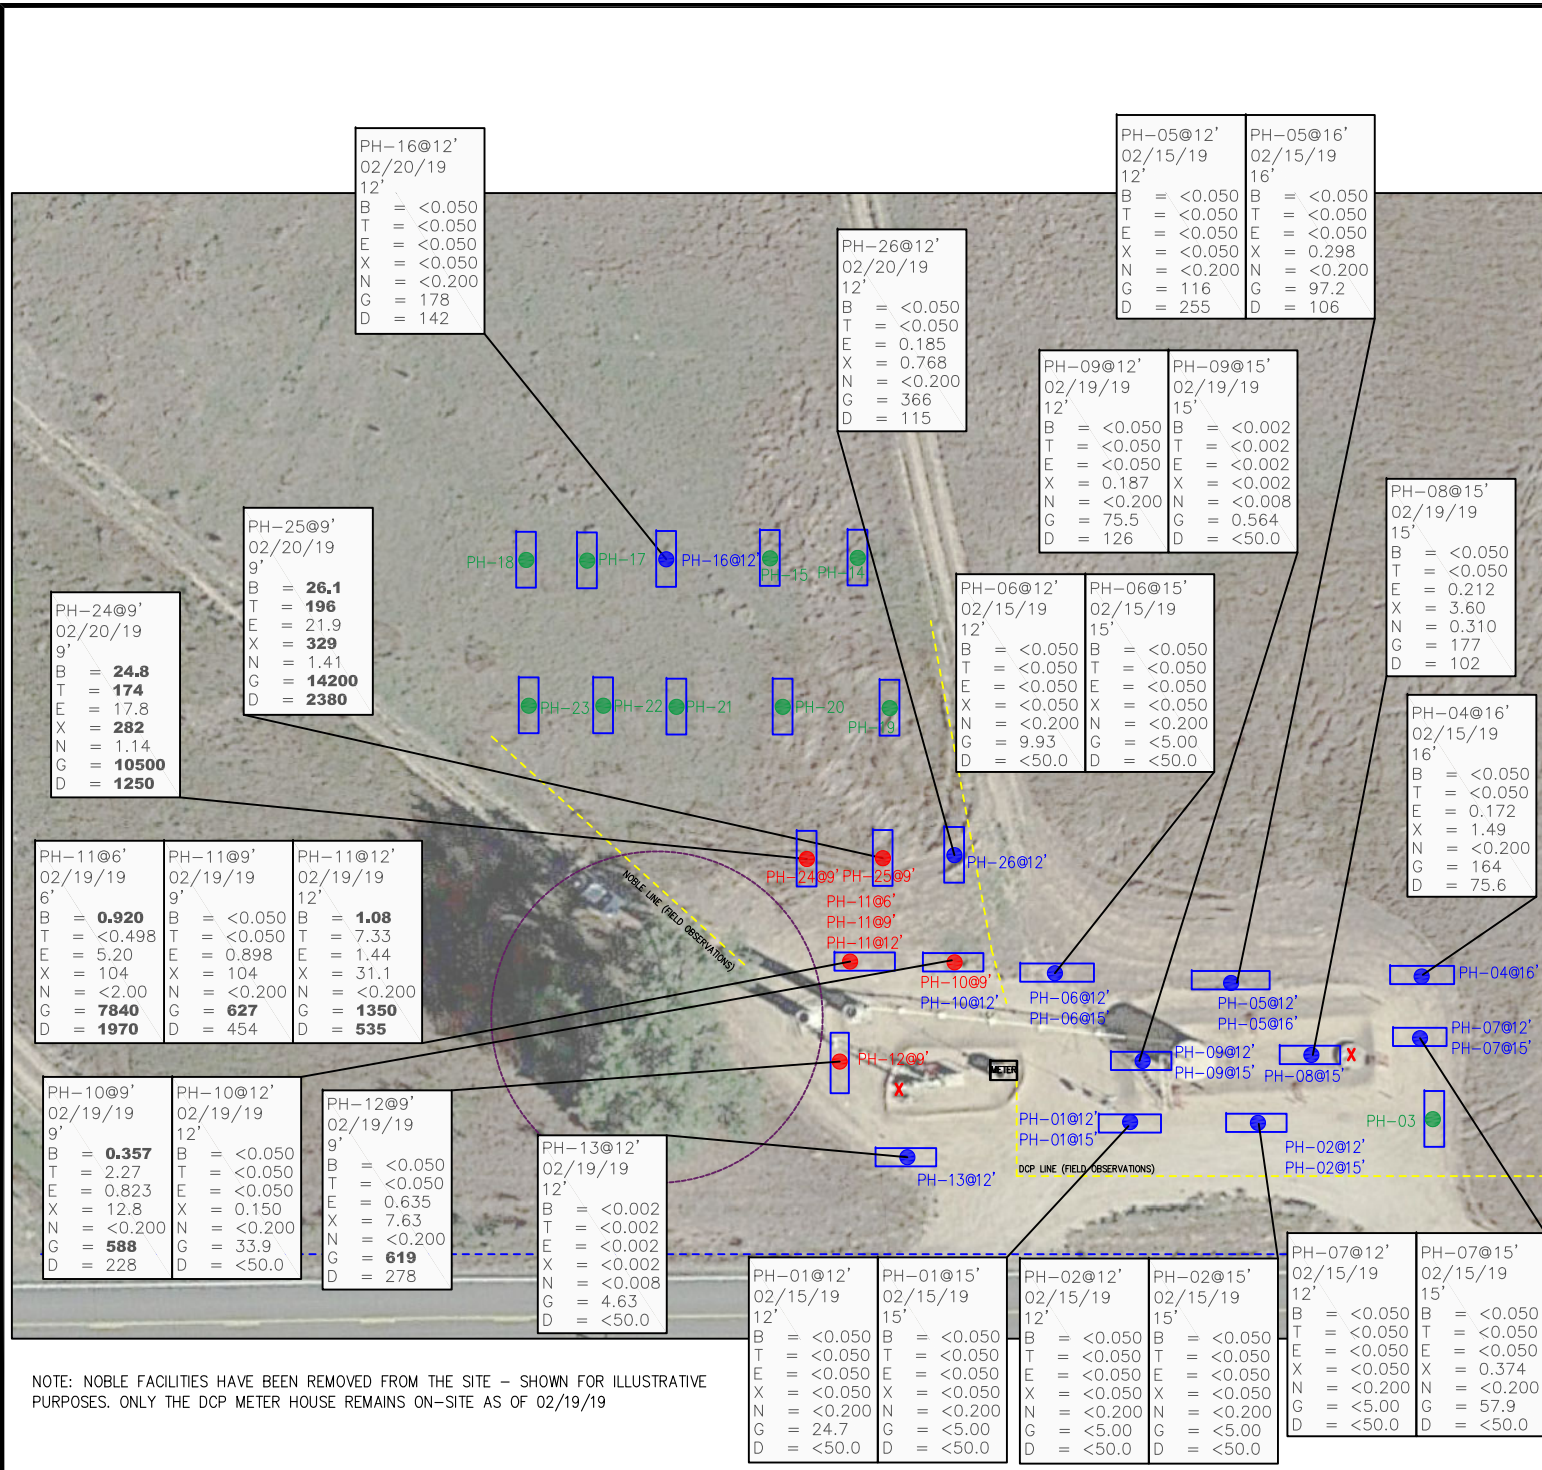 PH-16@12'
02/20/19
12'
B = <0.050
T = <0.050
E = <0.050
X = <0.050
N = <0.200
G = 178
D = 142
PH-05@12'
02/15/19
12'
B = <0.050
T = <0.050
E = <0.050
X = <0.050
N = <0.200
G = 116
D = 255
PH-05@16'
02/15/19
16'
B = <0.050
T = <0.050
E = <0.050
X = 0.298
N = <0.200
G = 97.2
D = 106
PH-26@12'
02/20/19
12'
B = <0.050
T = <0.050
E = 0.185
X = 0.768
N = <0.200
G = 366
D = 115
PH-09@12'
02/19/19
12'
B = <0.050
T = <0.050
E = <0.050
X = 0.187
N = <0.200
G = 75.5
D = 126
PH-09@15'
02/19/19
15'
B = <0.002
T = <0.002
E = <0.002
X = <0.002
N = <0.008
G = 0.564
D = <50.0
PH-08@15'
02/19/19
15'
B = <0.050
T = <0.050
E = 0.212
X = 3.60
N = 0.310
G = 177
D = 102
PH-25@9'
02/20/19
9'
B = 26.1
T = 196
E = 21.9
X = 329
N = 1.41
G = 14200
D = 2380
PH-24@9'
02/20/19
9'
B = 24.8
T = 174
E = 17.8
X = 282
N = 1.14
G = 10500
D = 1250
PH-06@12'
02/15/19
12'
B = <0.050
T = <0.050
E = <0.050
X = <0.050
N = <0.200
G = 9.93
D = <50.0
PH-06@15'
02/15/19
15'
B = <0.050
T = <0.050
E = <0.050
X = <0.050
N = <0.200
G = <5.00
D = <50.0
PH-04@16'
02/15/19
16'
B = <0.050
T = <0.050
E = 0.172
X = 1.49
N = <0.200
G = 164
D = 75.6
PH-18
PH-17
PH-16@12'
PH-15
PH-14
PH-23
PH-22
PH-21
PH-20
PH-19
PH-11@6'
02/19/19
6'
B = 0.920
T = <0.498
E = 5.20
X = 104
N = <2.00
G = 7840
D = 1970
PH-11@9'
02/19/19
9'
B = <0.050
T = <0.050
E = 0.898
X = 104
N = <0.200
G = 627
D = 454
PH-11@12'
02/19/19
12'
B = 1.08
T = 7.33
E = 1.44
X = 31.1
N = <0.200
G = 1350
D = 535
NOBLE LINE (FIELD OBSERVATIONS)
PH-24@9'
PH-25@9'
PH-26@12'
PH-11@6'
PH-11@9'
PH-11@12'
PH-10@9'
PH-10@12'
PH-06@12'
PH-06@15'
PH-05@12'
PH-05@16'
PH-04@16'
PH-07@12'
PH-07@15'
PH-12@9'
METER
PH-09@12'
PH-09@15'
PH-08@15'
X
X
PH-01@12'
PH-01@15'
PH-02@12'
PH-02@15'
PH-03
DCP LINE (FIELD OBSERVATIONS)
PH-13@12'
PH-10@9'
02/19/19
9'
B = 0.357
T = 2.27
E = 0.823
X = 12.8
N = <0.200
G = 588
D = 228
PH-10@12'
02/19/19
12'
B = <0.050
T = <0.050
E = <0.050
X = 0.150
N = <0.200
G = 33.9
D = <50.0
PH-12@9'
02/19/19
9'
B = <0.050
T = <0.050
E = 0.635
X = 7.63
N = <0.200
G = 619
D = 278
PH-13@12'
02/19/19
12'
B = <0.002
T = <0.002
E = <0.002
X = <0.002
N = <0.008
G = 4.63
D = <50.0
PH-01@12'
02/15/19
12'
B = <0.050
T = <0.050
E = <0.050
X = <0.050
N = <0.200
G = 24.7
D = <50.0
PH-01@15'
02/15/19
15'
B = <0.050
T = <0.050
E = <0.050
X = <0.050
N = <0.200
G = <5.00
D = <50.0
PH-02@12'
02/15/19
12'
B = <0.050
T = <0.050
E = <0.050
X = <0.050
N = <0.200
G = <5.00
D = <50.0
PH-02@15'
02/15/19
15'
B = <0.050
T = <0.050
E = <0.050
X = <0.050
N = <0.200
G = <5.00
D = <50.0
PH-07@12'
02/15/19
12'
B = <0.050
T = <0.050
E = <0.050
X = <0.050
N = <0.200
G = <5.00
D = <50.0
PH-07@15'
02/15/19
15'
B = <0.050
T = <0.050
E = <0.050
X = 0.374
N = <0.200
G = 57.9
D = <50.0
NOTE: NOBLE FACILITIES HAVE BEEN REMOVED FROM THE SITE – SHOWN FOR ILLUSTRATIVE
PURPOSES. ONLY THE DCP METER HOUSE REMAINS ON-SITE AS OF 02/19/19